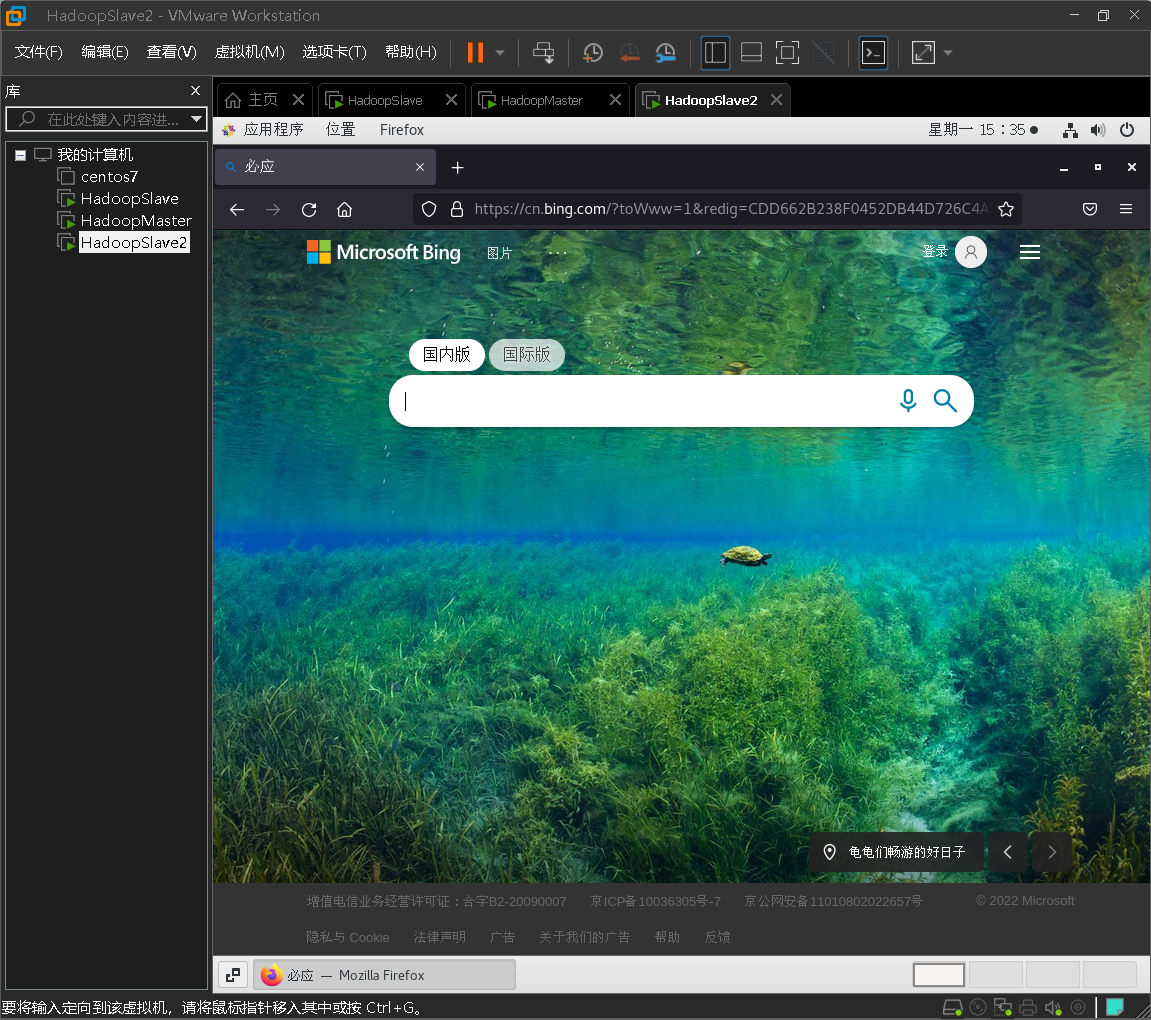 HadoopSlave2 - VMware Workstation
文件(F) 编辑(E) 查看(V) 虚拟机(M) 选项卡(T) 帮助(H)
库
在此处键入内容进...
我的计算机
centos7
HadoopSlave
HadoopMaster
HadoopSlave2
主页 HadoopSlave HadoopMaster HadoopSlave2
应用程序 位置 Firefox 星期一 15：35
必应
https://cn.bing.com/?toWww=1&redig=CDD662B238F0452DB44D726C4A
Microsoft Bing 图片 ... 登录
国内版 国际版
龟龟们畅游的好日子
增值电信业务经营许可证：合字B2-20090007 京ICP备10036305号-7 京公网安备11010802022657号 © 2022 Microsoft
隐私与 Cookie 法律声明 广告 关于我们的广告 帮助 反馈
必应 — Mozilla Firefox
要将输入定向到该虚拟机，请将鼠标指针移入其中或按 Ctrl+G。